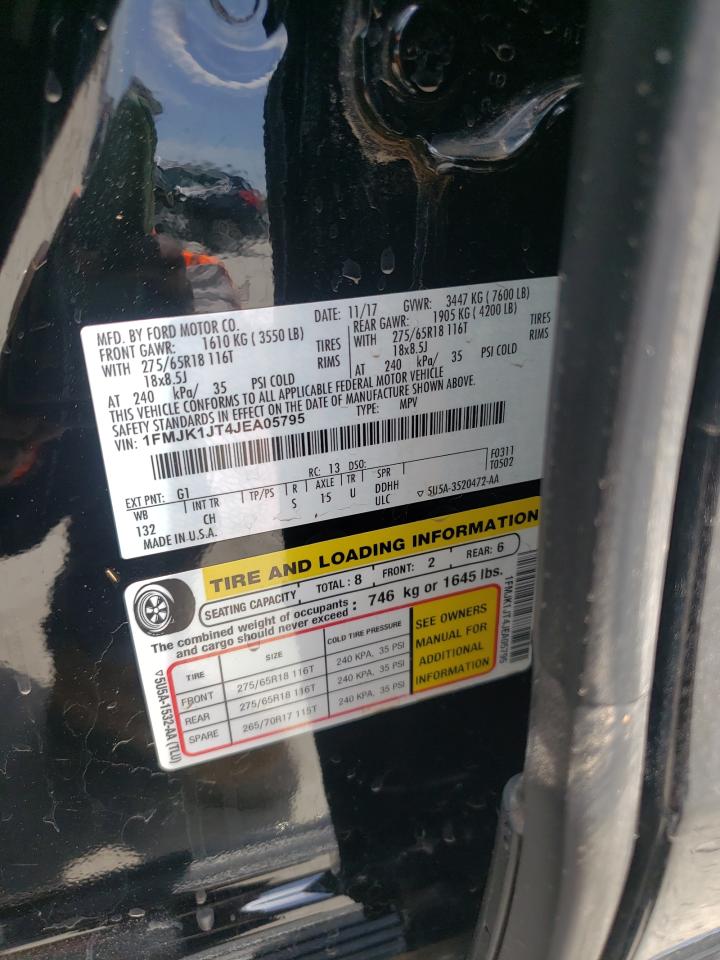 MFD. BY FORD MOTOR CO. DATE: 11/17 GVWR: 3447 KG ( 7600 LB)
FRONT GAWR: 1610 KG ( 3550 LB) REAR GAWR: 1905 KG ( 4200 LB)
WITH 275/65R18 116T TIRES WITH 275/65R18 116T TIRES
18x8.5J RIMS 18x8.5J RIMS
AT 240 kPa/ 35 PSI COLD AT 240 kPa/ 35 PSI COLD
THIS VEHICLE CONFORMS TO ALL APPLICABLE FEDERAL MOTOR VEHICLE
SAFETY STANDARDS IN EFFECT ON THE DATE OF MANUFACTURE SHOWN ABOVE.
VIN: 1FMJK1JT4JEA05795 TYPE: MPV
F0311
T0502
EXT PNT: G1 RC: 13 DSO:
WB INT TR TP/PS R AXLE TR SPR
132 CH S 15 U DDHH
ULC
MADE IN U.S.A. 5U5A-3520472-AA
TIRE AND LOADING INFORMATION
SEATING CAPACITY TOTAL: 8 FRONT: 2 REAR: 6
The combined weight of occupants and cargo should never exceed : 746 kg or 1645 lbs.
TIRE SIZE COLD TIRE PRESSURE
FRONT 275/65R18 116T 240 KPA, 35 PSI
REAR 275/65R18 116T 240 KPA, 35 PSI
SPARE 265/70R17 115T 240 KPA, 35 PSI
SEE OWNERS
MANUAL FOR
ADDITIONAL
INFORMATION
1FMJK1JT4JEA05795
5U5A-1532-AA (TLU)